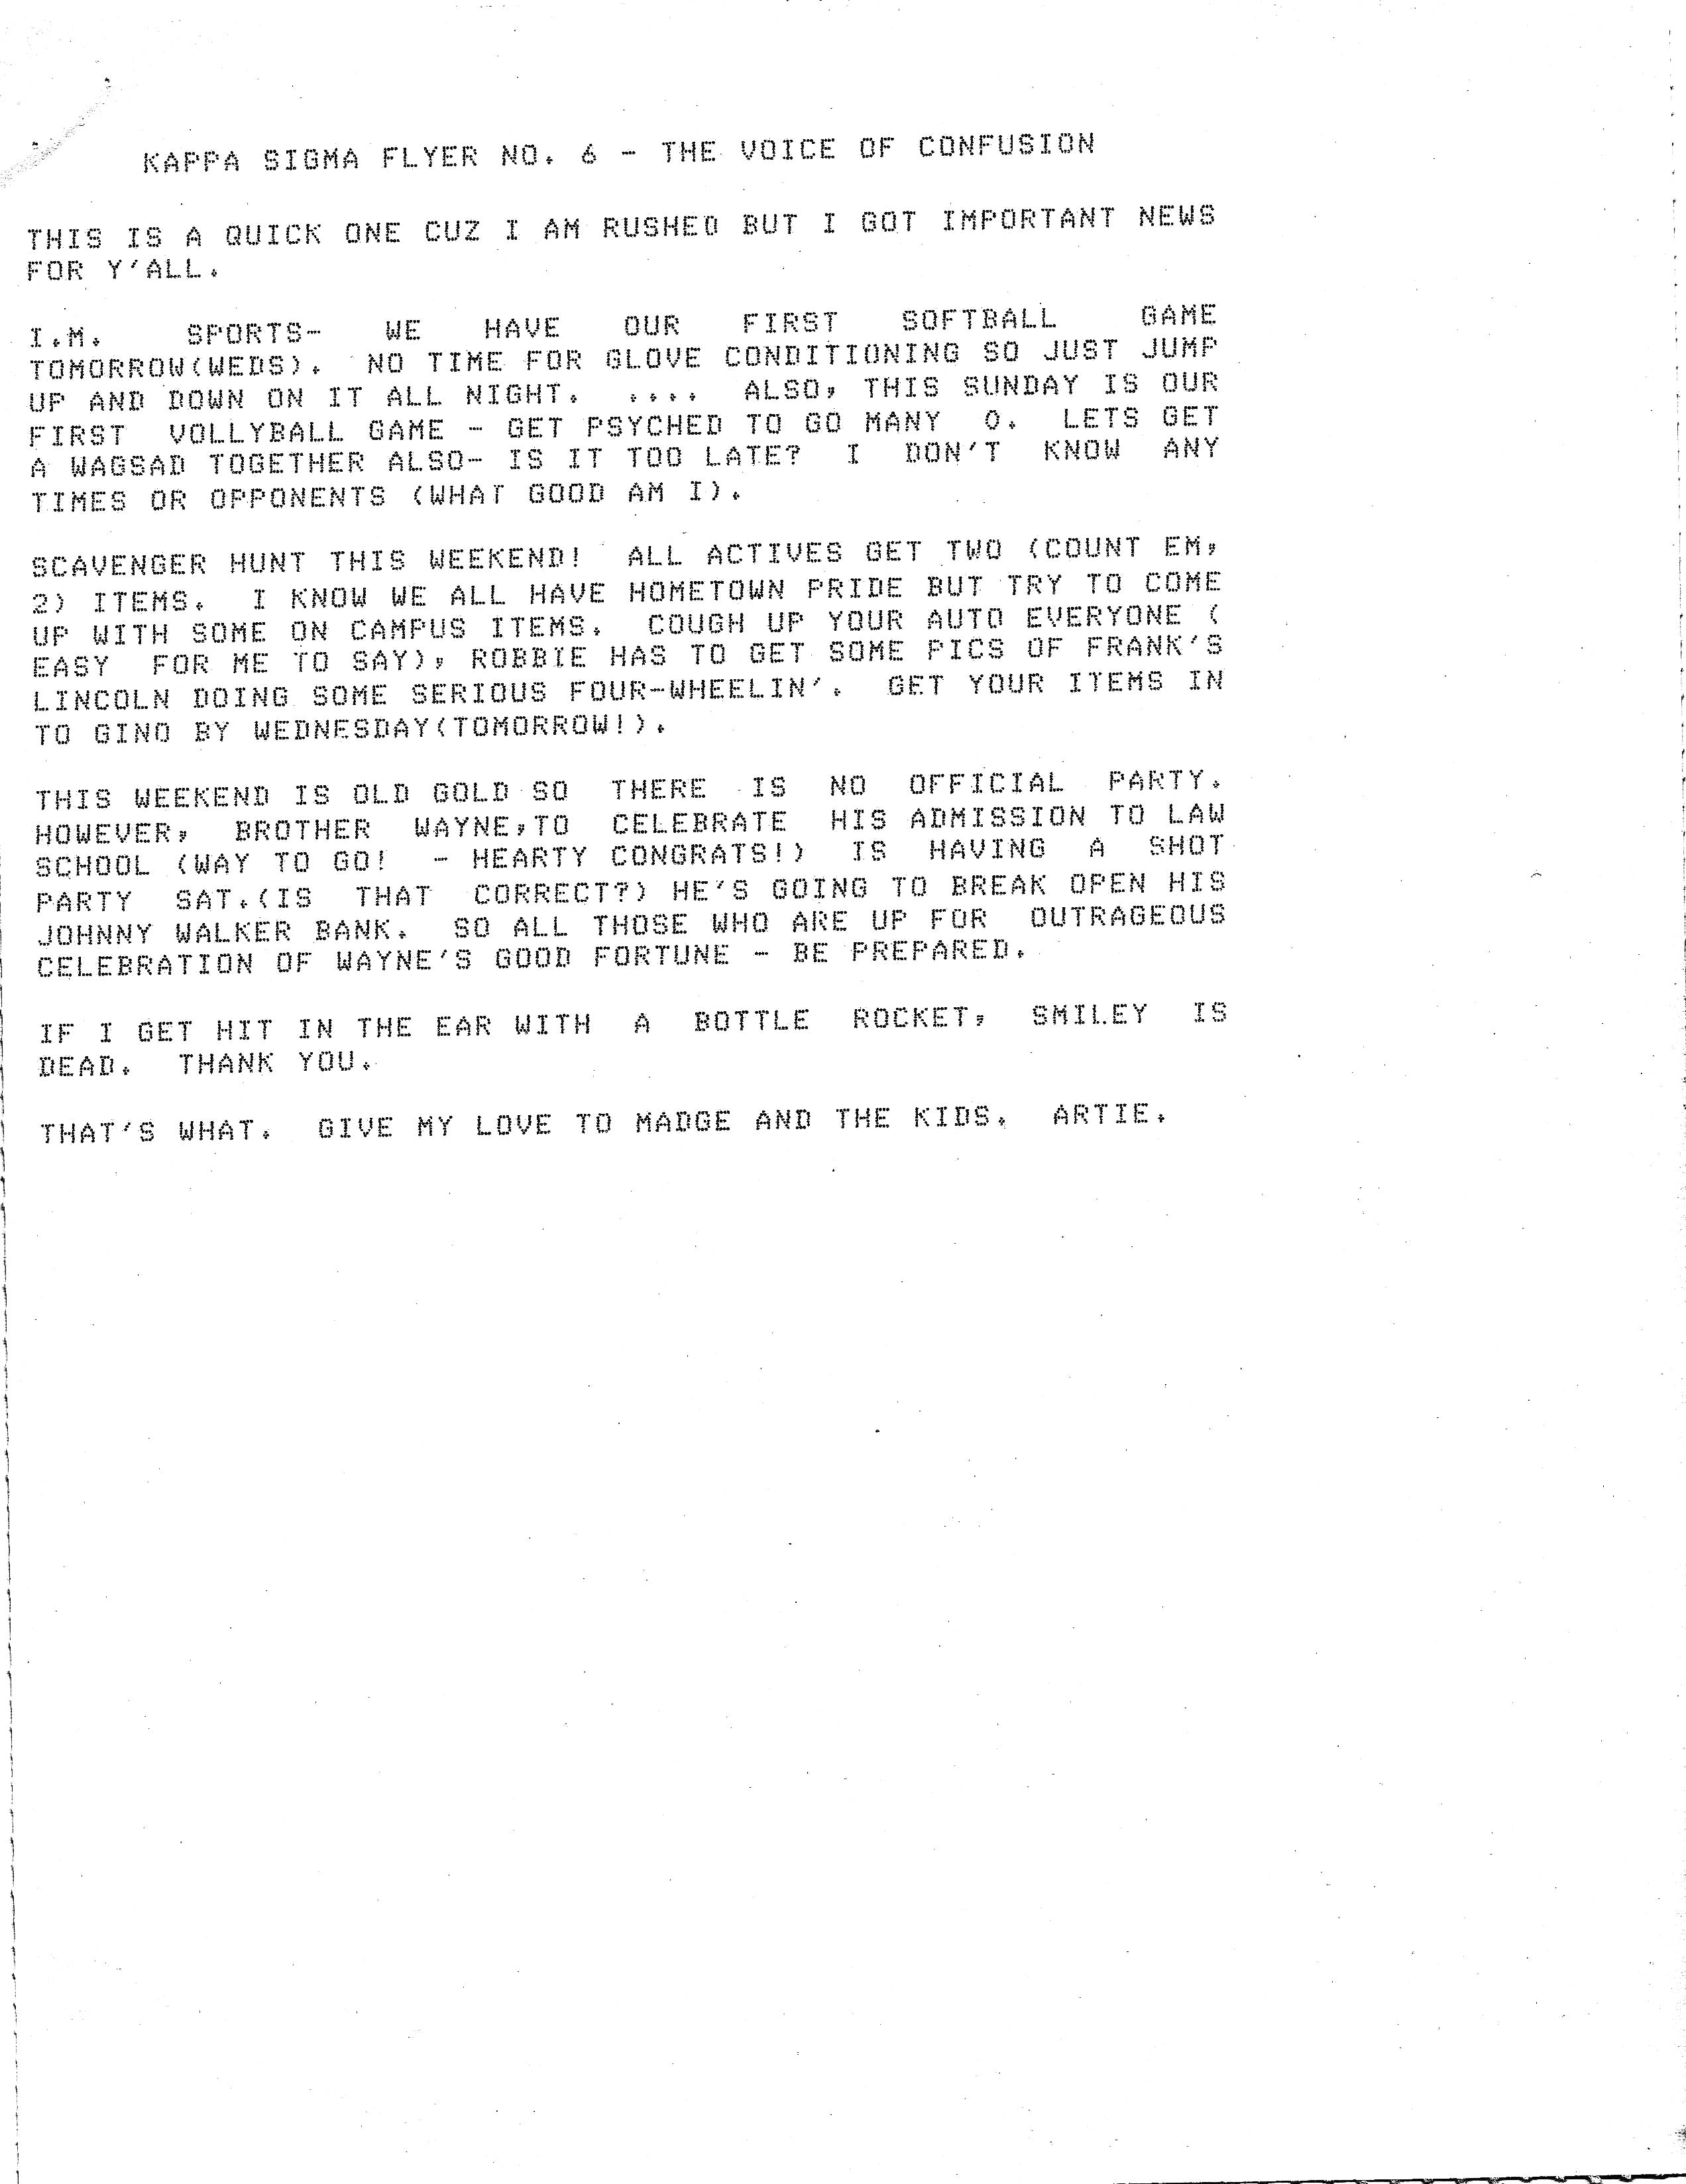 KAPPA SIGMA FLYER NO. 6 - THE VOICE OF CONFUSION
THIS IS A QUICK ONE CUZ I AM RUSHED BUT I GOT IMPORTANT NEWS
FOR Y'ALL.
I.M. SPORTS- WE HAVE OUR FIRST SOFTBALL GAME
TOMORROW(WEDS). NO TIME FOR GLOVE CONDITIONING SO JUST JUMP
UP AND DOWN ON IT ALL NIGHT. .... ALSO, THIS SUNDAY IS OUR
FIRST VOLLYBALL GAME - GET PSYCHED TO GO MANY O. LETS GET
A WAGSAD TOGETHER ALSO- IS IT TOO LATE? I DON'T KNOW ANY
TIMES OR OPPONENTS (WHAT GOOD AM I).
SCAVENGER HUNT THIS WEEKEND! ALL ACTIVES GET TWO (COUNT EM,
2) ITEMS. I KNOW WE ALL HAVE HOMETOWN PRIDE BUT TRY TO COME
UP WITH SOME ON CAMPUS ITEMS. COUGH UP YOUR AUTO EVERYONE (
EASY FOR ME TO SAY), ROBBIE HAS TO GET SOME PICS OF FRANK'S
LINCOLN DOING SOME SERIOUS FOUR-WHEELIN'. GET YOUR ITEMS IN
TO GINO BY WEDNESDAY(TOMORROW!).
THIS WEEKEND IS OLD GOLD SO THERE IS NO OFFICIAL PARTY.
HOWEVER, BROTHER WAYNE,TO CELEBRATE HIS ADMISSION TO LAW
SCHOOL (WAY TO GO! - HEARTY CONGRATS!) IS HAVING A SHOT
PARTY SAT.(IS THAT CORRECT?) HE'S GOING TO BREAK OPEN HIS
JOHNNY WALKER BANK. SO ALL THOSE WHO ARE UP FOR OUTRAGEOUS
CELEBRATION OF WAYNE'S GOOD FORTUNE - BE PREPARED.
IF I GET HIT IN THE EAR WITH A BOTTLE ROCKET, SMILEY IS
DEAD. THANK YOU.
THAT'S WHAT. GIVE MY LOVE TO MADGE AND THE KIDS. ARTIE.